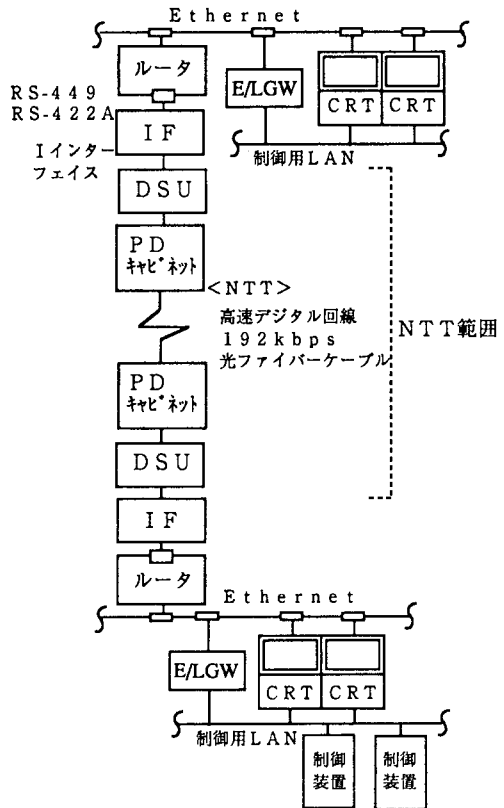 Ethernet
ルータ
E/LGW
CRT
CRT
RS-449
RS-422A
IF
制御用LAN
Iインター
フェイス
DSU
PD
キャビネット
<NTT>
高速デジタル回線
192kbps
光ファイバーケーブル
NTT範囲
PD
キャビネット
DSU
IF
ルータ
Ethernet
E/LGW
CRT
CRT
制御用LAN
制御
装置
制御
装置